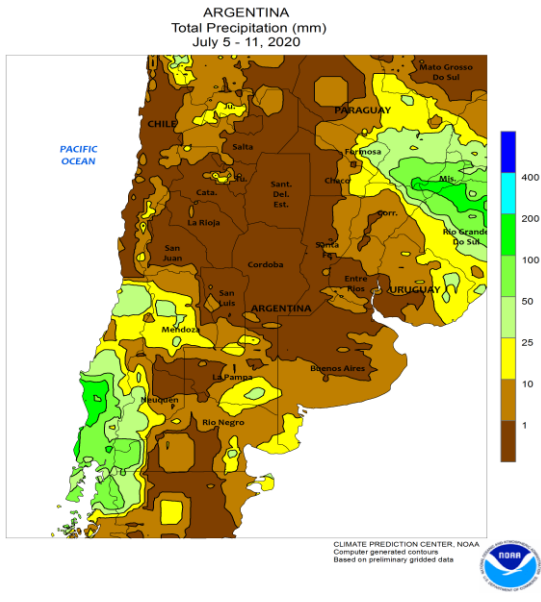 ARGENTINA
Total Precipitation (mm)
July 5 - 11, 2020
Mato Grosso
Do Sul
Ju.
PARAGUAY
CHILE
PACIFIC
OCEAN
Salta
Formosa
Tu.
Chaco
Mis.
Cata.
Sant.
Del.
Est.
Corr.
La Rioja
Rio Grande
Do Sul
Santa
Fe
San
Juan
Cordoba
Entre
Rios
URUGUAY
San
Luis
ARGENTINA
Mendoza
Buenos Aires
La Pampa
Neuquen
Rio Negro
400
200
100
50
25
10
1
CLIMATE PREDICTION CENTER, NOAA
Computer generated contours
Based on preliminary gridded data
NOAA